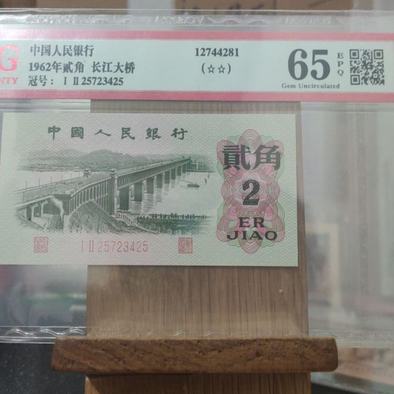 G
NTY
中国人民银行
1962年贰角 长江大桥
冠号: I II 25723425
12744281
(☆☆)
65
EPQ
Gem Uncirculated
中國人民銀行
貳角
2
ER
JIAO
I II 25723425